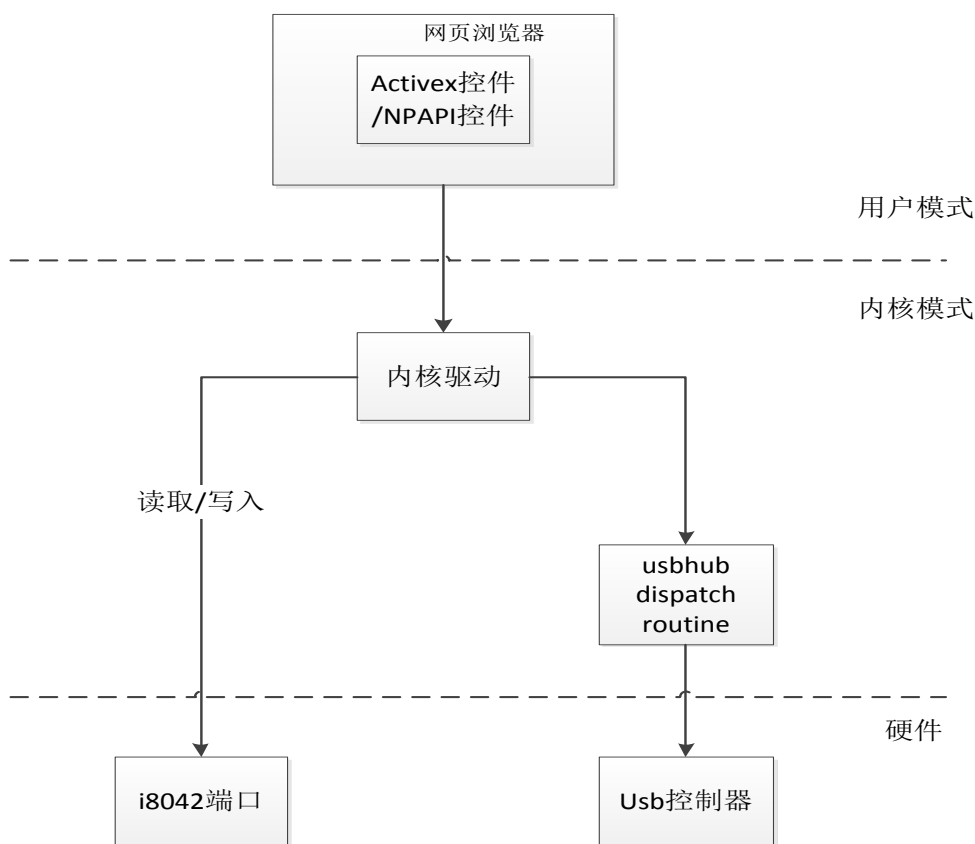 网页浏览器
Activex控件
/NPAPI控件
用户模式
内核模式
内核驱动
读取/写入
usbhub
dispatch
routine
硬件
i8042端口
Usb控制器